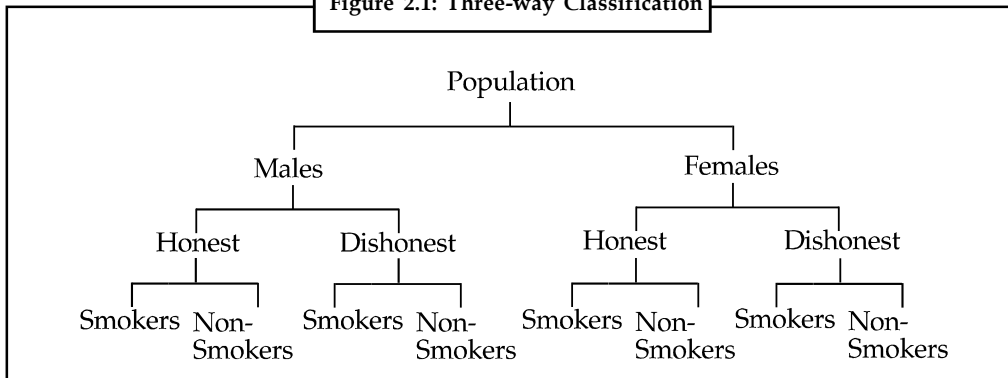 Figure 2.1: Three-way Classification
Population
Males Females
Honest Dishonest Honest Dishonest
Smokers Non- Smokers Non- Smokers Non- Smokers Non-
Smokers Smokers Smokers Smokers